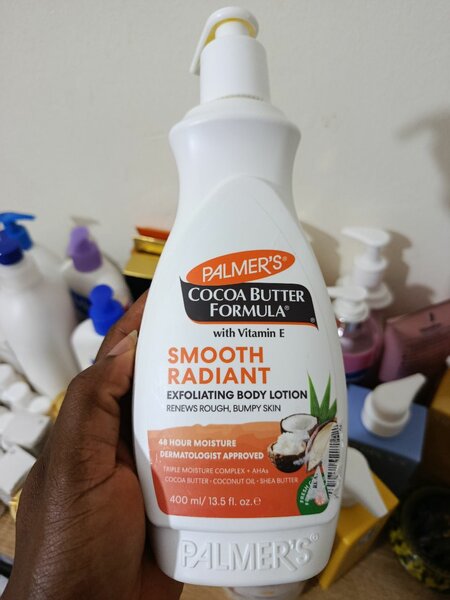 PALMER'S®
COCOA BUTTER
FORMULA®
with Vitamin E
SMOOTH
RADIANT
EXFOLIATING BODY LOTION
RENEWS ROUGH, BUMPY SKIN
48 HOUR MOISTURE
DERMATOLOGIST APPROVED
TRIPLE MOISTURE COMPLEX + AHAs
COCOA BUTTER · COCONUT OIL · SHEA BUTTER
400 ml/ 13.5 fl. oz. e
PALMER'S®